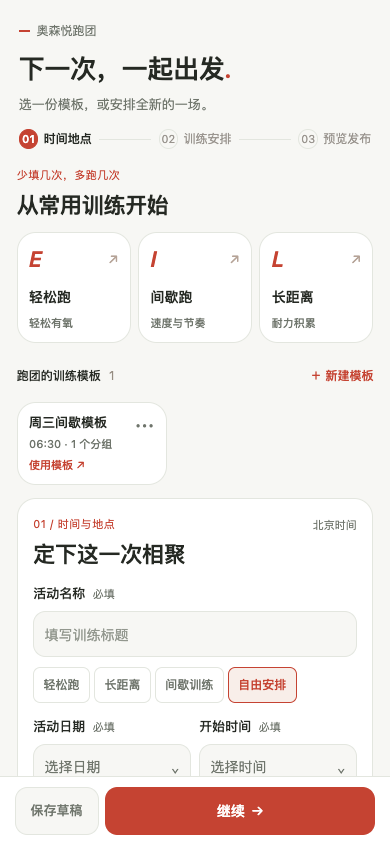 奥森悦跑团
下一次，一起出发.
选一份模板，或安排全新的一场。
01 时间地点 02 训练安排 03 预览发布
少填几次，多跑几次
从常用训练开始
E ↗ I ↗ L ↗
轻松跑 间歇跑 长距离
轻松有氧 速度与节奏 耐力积累
跑团的训练模板 1 + 新建模板
周三间歇模板 •••
06:30 · 1 个分组
使用模板 ↗
01 / 时间与地点 北京时间
定下这一次相聚
活动名称 必填
填写训练标题
轻松跑 长距离 间歇训练 自由安排
活动日期 必填 开始时间 必填
选择日期 选择时间
保存草稿 继续 →